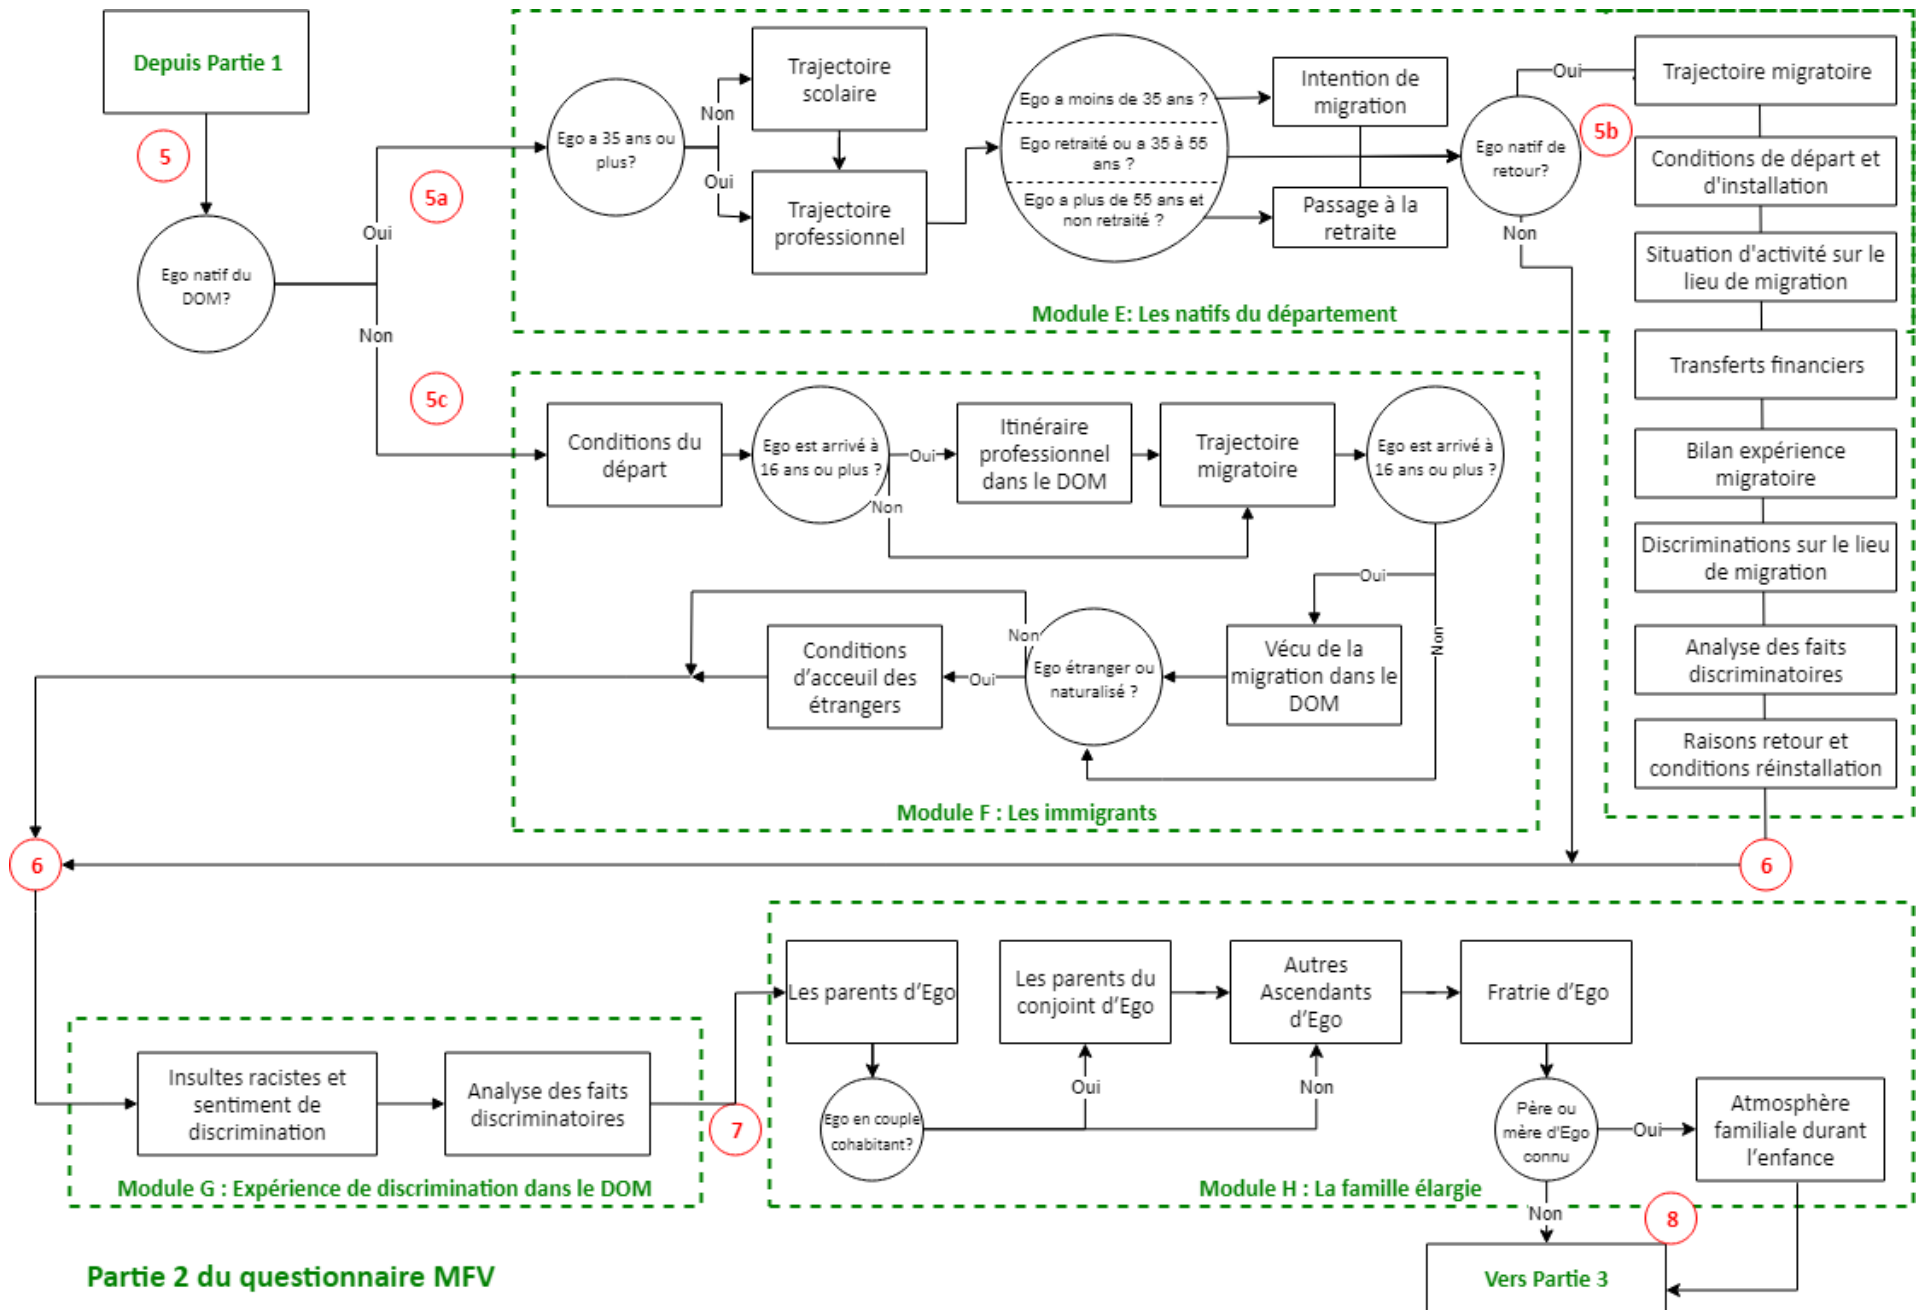 Depuis Partie 1
5
Ego natif du
DOM?
Oui
5a
Non
5c
Ego a 35 ans ou
plus?
Non
Oui
Trajectoire
scolaire
Trajectoire
professionnel
Ego a moins de 35 ans ?
Ego retraité ou a 35 à 55
ans ?
Ego a plus de 55 ans et
non retraité ?
Intention de
migration
Passage à la
retraite
Ego natif de
retour?
Oui
5b
Non
Module E: Les natifs du département
Trajectoire migratoire
Conditions de départ et
d'installation
Situation d'activité sur le
lieu de migration
Transferts financiers
Bilan expérience
migratoire
Discriminations sur le lieu
de migration
Analyse des faits
discriminatoires
Raisons retour et
conditions réinstallation
6
Conditions du
départ
Ego est arrivé à
16 ans ou plus ?
Oui
Non
Itinéraire
professionnel
dans le DOM
Trajectoire
migratoire
Ego est arrivé à
16 ans ou plus ?
Oui
Non
Vécu de la
migration dans le
DOM
Ego étranger ou
naturalisé ?
Non
Oui
Conditions
d’acceuil des
étrangers
Module F : Les immigrants
6
Insultes racistes et
sentiment de
discrimination
Analyse des faits
discriminatoires
Module G : Expérience de discrimination dans le DOM
7
Les parents d’Ego
Ego en couple
cohabitant?
Oui
Non
Les parents du
conjoint d’Ego
Autres
Ascendants
d’Ego
Fratrie d’Ego
Père ou
mère d'Ego
connu
Oui
Non
Atmosphère
familiale durant
l’enfance
Module H : La famille élargie
8
Vers Partie 3
Partie 2 du questionnaire MFV